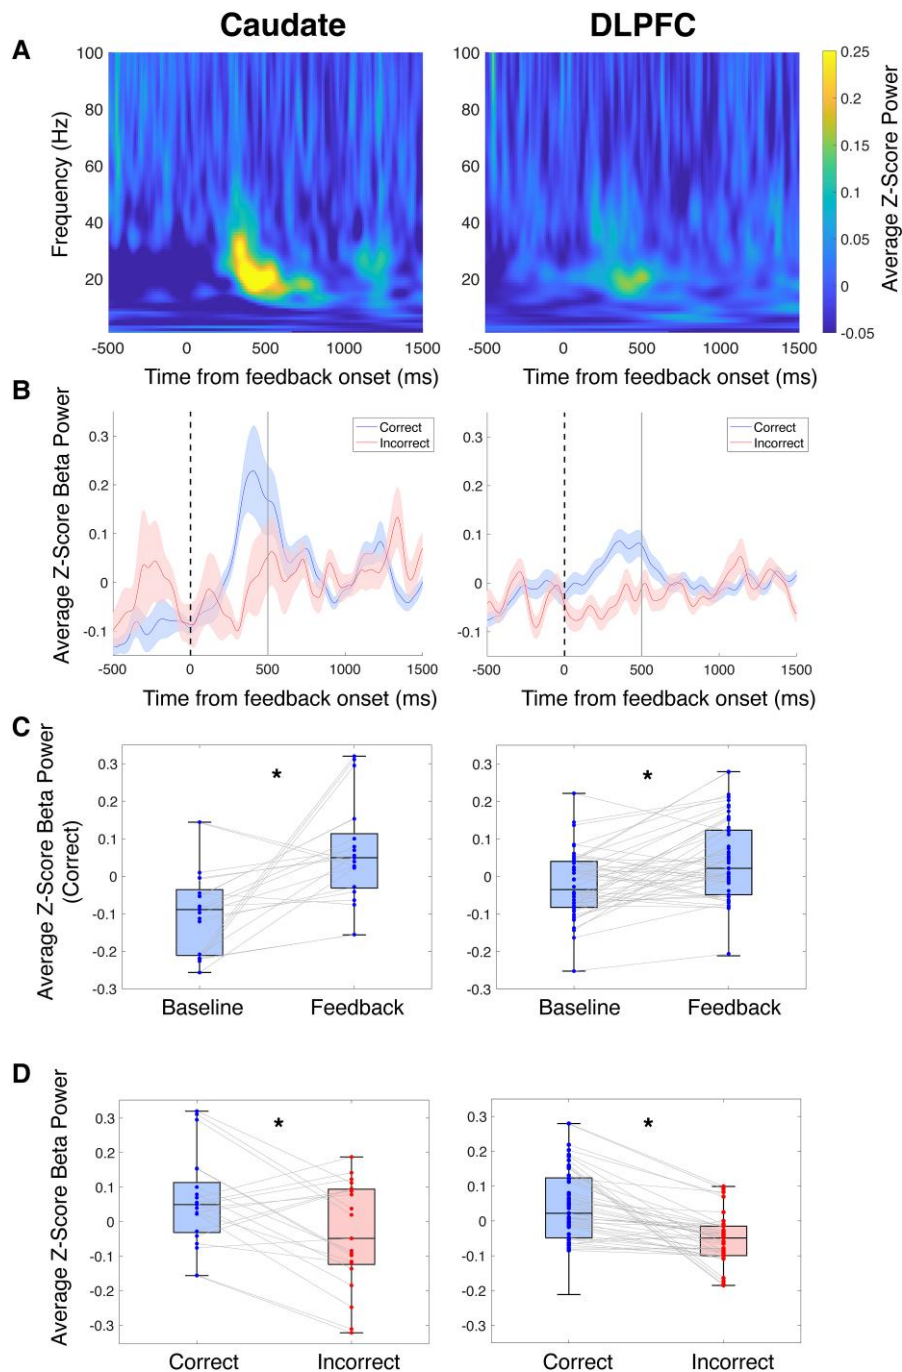 Caudate DLPFC
A
100 100 0.25
80 80 0.2
60 60 0.15
40 40 0.1
20 20 0.05
0
-0.05
Frequency (Hz)
Average Z-Score Power
-500 0 500 1000 1500 -500 0 500 1000 1500
Time from feedback onset (ms) Time from feedback onset (ms)
B
Average Z-Score Beta Power
Correct Correct
Incorrect Incorrect
0.3 0.3
0.2 0.2
0.1 0.1
0 0
-0.1 -0.1
-500 0 500 1000 1500 -500 0 500 1000 1500
Time from feedback onset (ms) Time from feedback onset (ms)
C
Average Z-Score Beta Power
(Correct)
* *
0.3 0.3
0.2 0.2
0.1 0.1
0 0
-0.1 -0.1
-0.2 -0.2
-0.3 -0.3
Baseline Feedback Baseline Feedback
D
Average Z-Score Beta Power
* *
0.3 0.3
0.2 0.2
0.1 0.1
0 0
-0.1 -0.1
-0.2 -0.2
-0.3 -0.3
Correct Incorrect Correct Incorrect